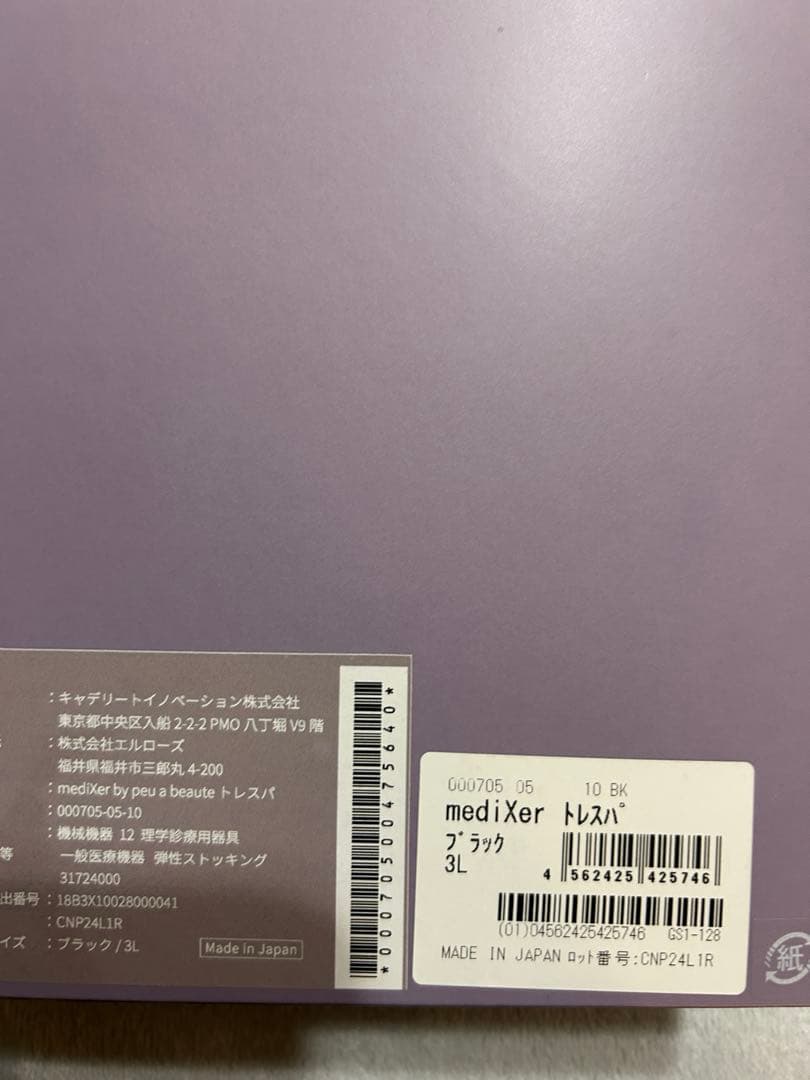 ：キャデリートイノベーション株式会社
東京都中央区入船 2-2-2 PMO 八丁堀 V9 階
：株式会社エルローズ
福井県福井市三郎丸 4-200
：mediXer by peu a beaute トレスパ
：000705-05-10
：機械機器 12 理学診療用器具
等 一般医療機器 弾性ストッキング
31724000
出番号：18B3X10028000041
：CNP24L1R
イズ：ブラック / 3L
Made in Japan
*0007050047564 0*
000705 05 10 BK
mediXer トレスパ
ブラック
3L
4 562425 425746
(01)04562425425746 GS1-128
MADE IN JAPAN ロット番号:CNP24L1R
紙